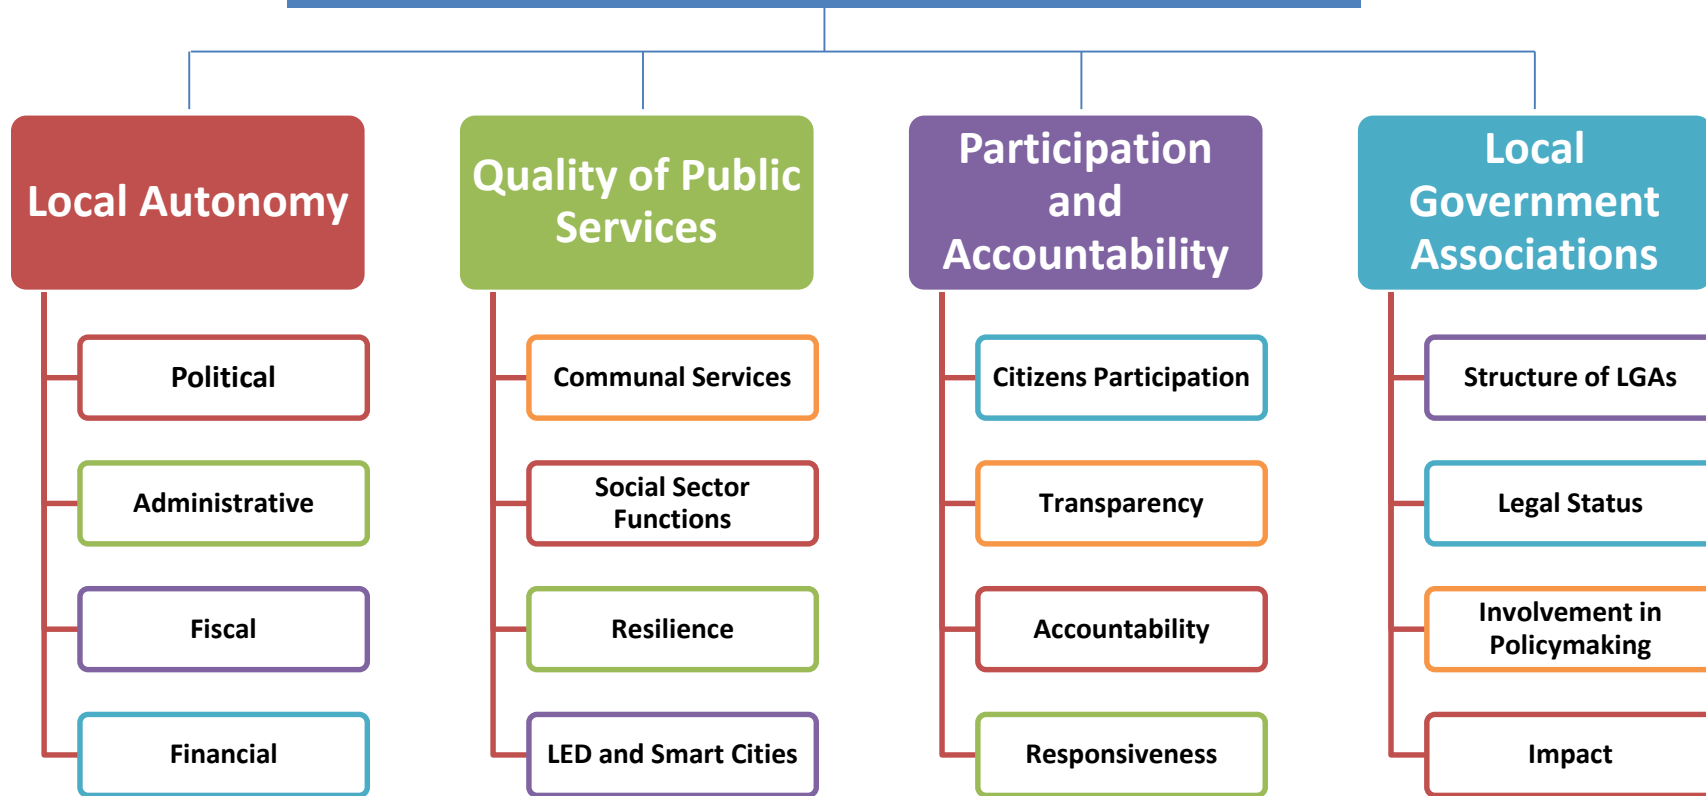 Local Autonomy
Political
Administrative
Fiscal
Financial
Quality of Public
Services
Communal Services
Social Sector
Functions
Resilience
LED and Smart Cities
Participation
and
Accountability
Citizens Participation
Transparency
Accountability
Responsiveness
Local
Government
Associations
Structure of LGAs
Legal Status
Involvement in
Policymaking
Impact